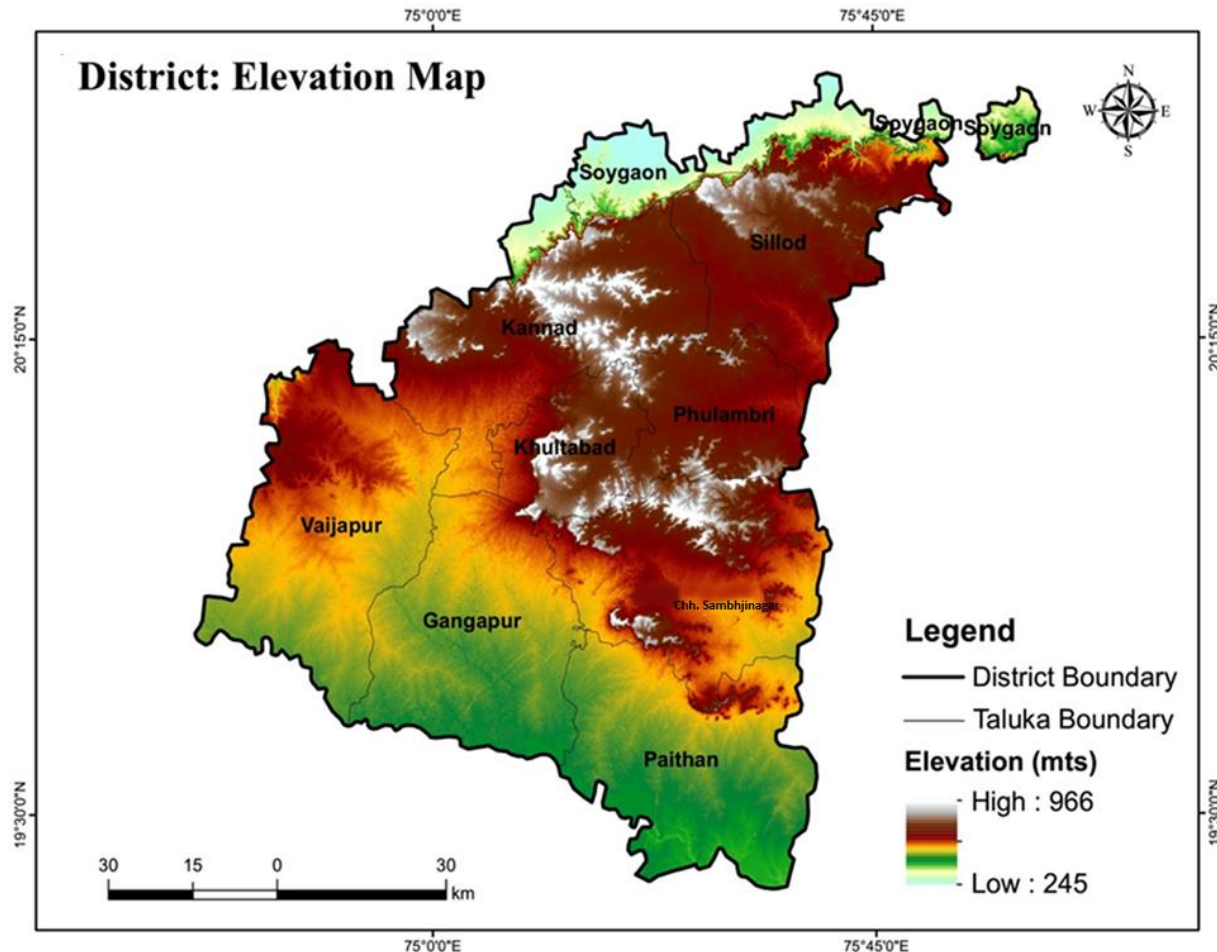 75°0'0"E
75°45'0"E
District: Elevation Map
N
W
E
S
Soygaon
Soygaon
Soygaon
Sillod
20°15'0"N
20°15'0"N
Kannad
Phulambri
Khultabad
Vaijapur
Chh. Sambhjinagar
Gangapur
Paithan
Legend
District Boundary
Taluka Boundary
Elevation (mts)
High : 966
Low : 245
19°30'0"N
19°30'0"N
30 15 0 30
km
75°0'0"E
75°45'0"E